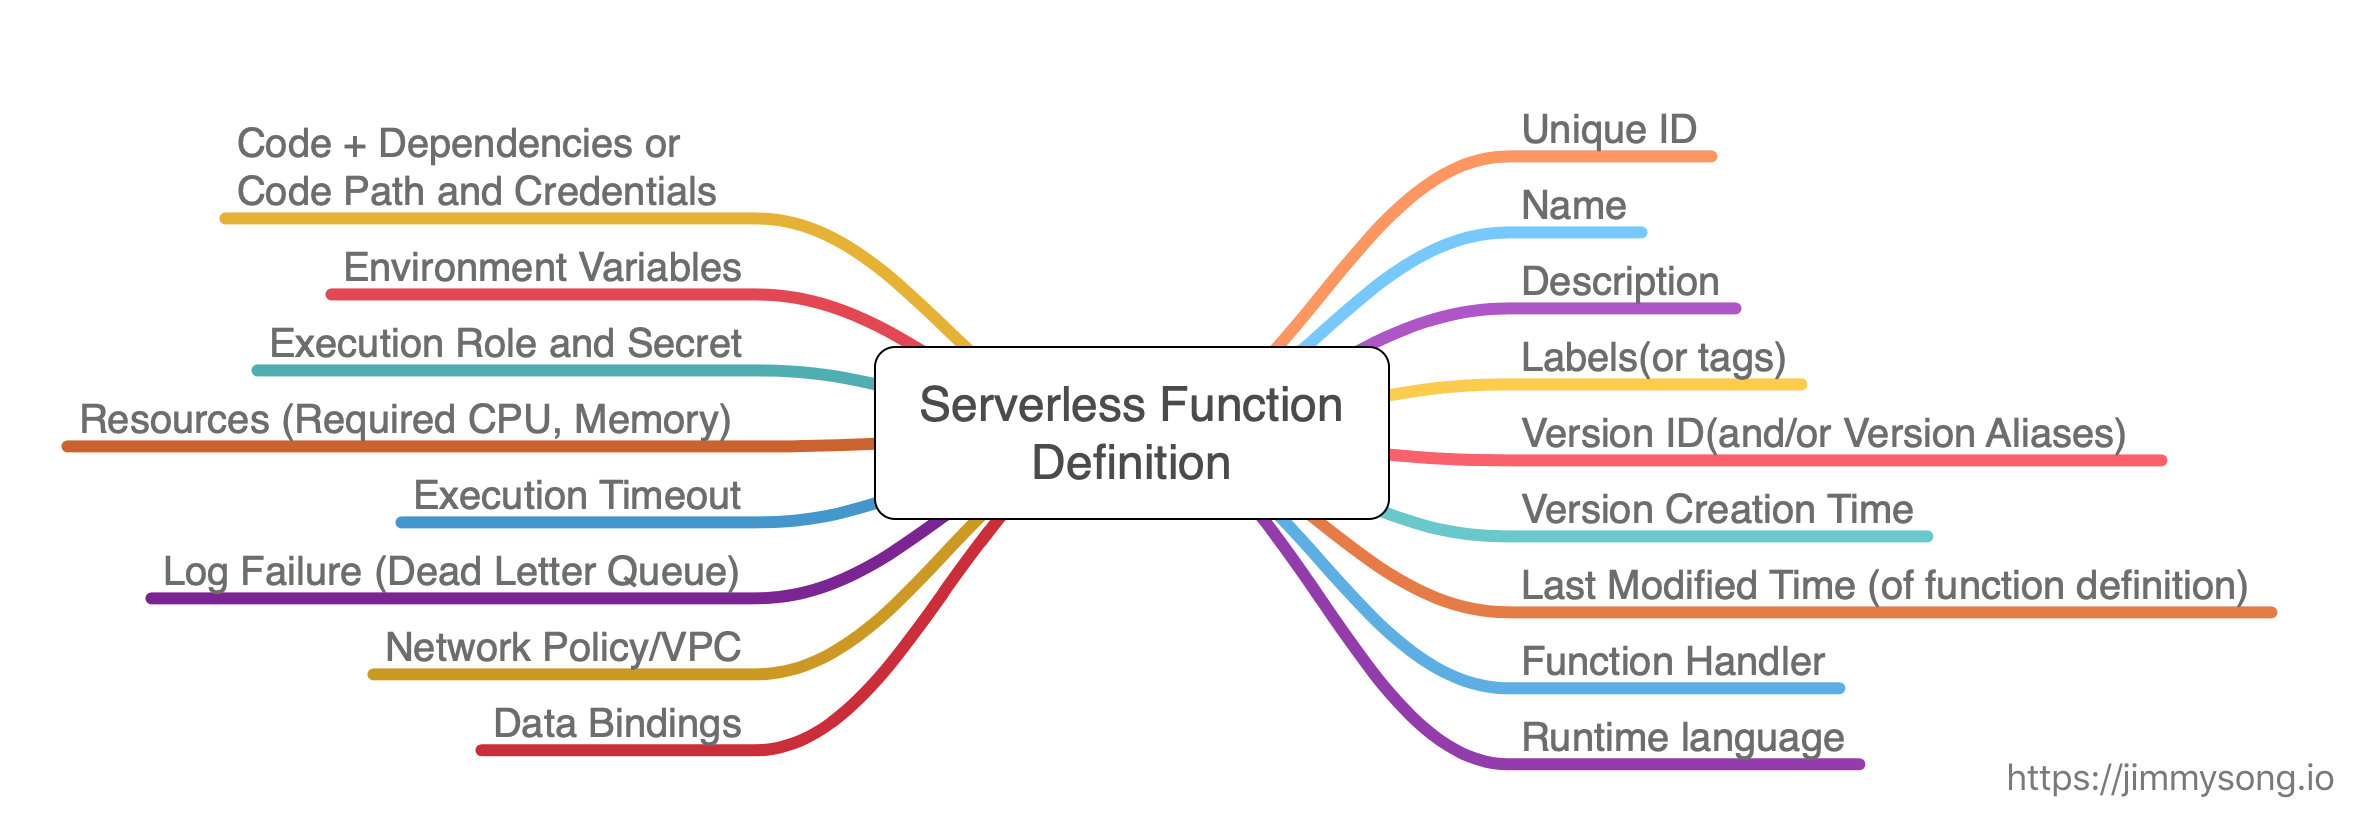 Code + Dependencies or
Code Path and Credentials
Environment Variables
Execution Role and Secret
Resources (Required CPU, Memory)
Execution Timeout
Log Failure (Dead Letter Queue)
Network Policy/VPC
Data Bindings
Serverless Function
Definition
Unique ID
Name
Description
Labels(or tags)
Version ID(and/or Version Aliases)
Version Creation Time
Last Modified Time (of function definition)
Function Handler
Runtime language
https://jimmysong.io